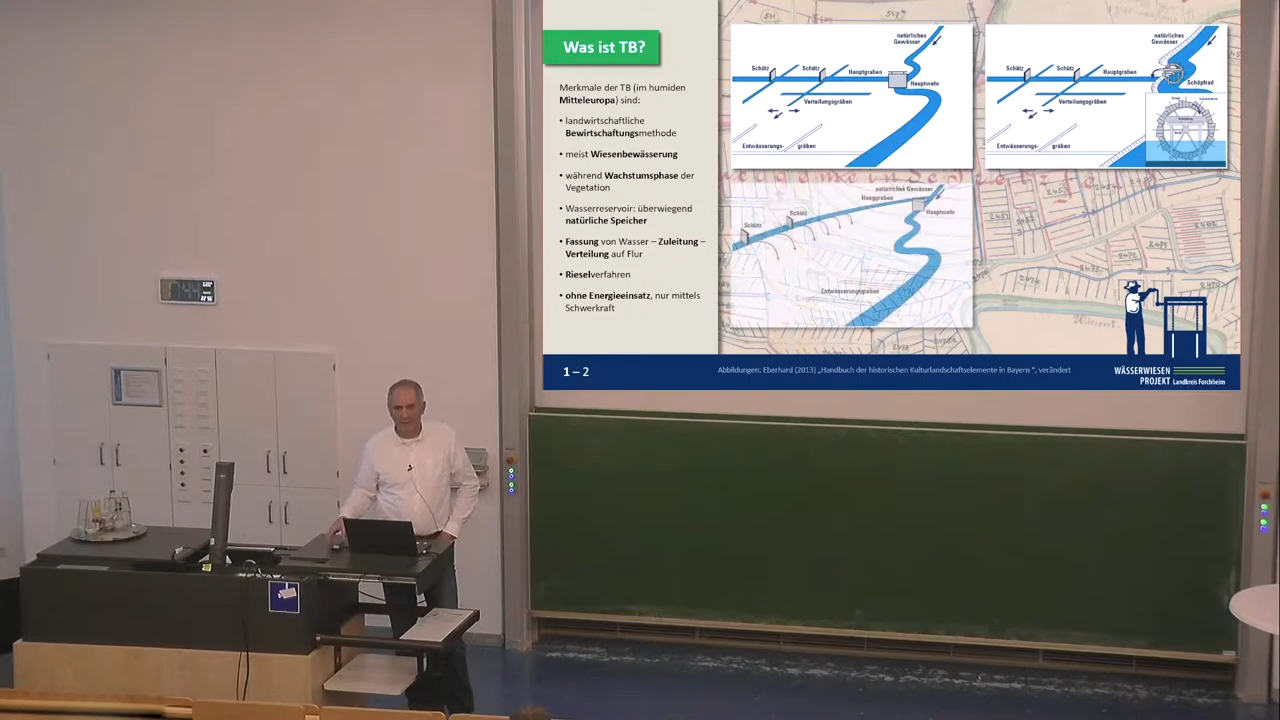 Was ist TB?
Merkmale der TB (im humiden
Mitteleuropa) sind:
• landwirtschaftliche
Bewirtschaftungsmethode
• meist Wiesenbewässerung
• während Wachstumsphase der
Vegetation
• Wasserreservoir: überwiegend
natürliche Speicher
• Fassung von Wasser – Zuleitung –
Verteilung auf Flur
• Rieselverfahren
• ohne Energieeinsatz, nur mittels
Schwerkraft
natürliches
Gewässer
Schütz
Schütz
Hauptgraben
Hauptwehr
Verteilungsgräben
Entwässerungs-
gräben
natürliches
Gewässer
Schütz
Schütz
Hauptgraben
Schöpfrad
Verteilungsgräben
Entwässerungs-
gräben
natürliches Gewässer
Hanggraben
Hauptwehr
Schütz
Schütz
Entwässerungsgraben
1 – 2
Abbildungen: Eberhard (2013) „Handbuch der historischen Kulturlandschaftselemente in Bayern“, verändert
WÄSSERWIESEN
PROJEKT Landkreis Forchheim